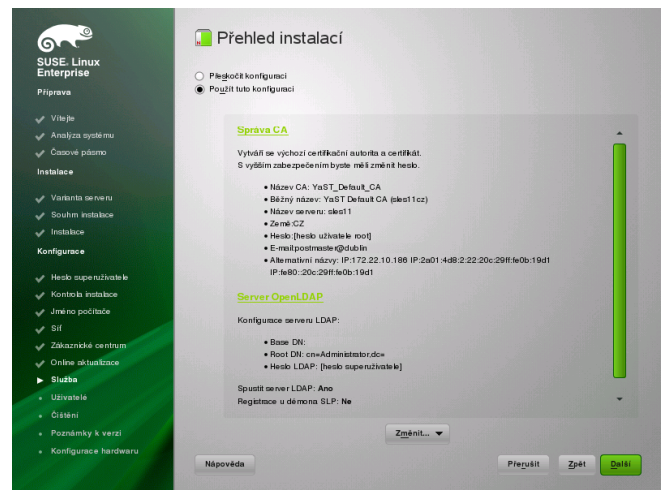 SUSE. Linux
Enterprise
Příprava
Vítejte
Analýza systému
Časové pásmo
Instalace
Varianta serveru
Souhrn instalace
Instalace
Konfigurace
Heslo superuživatele
Kontrola instalace
Jméno počítače
Síť
Zákaznické centrum
Online aktualizace
Služba
Uživatelé
Čištění
Poznámky k verzi
Konfigurace hardwaru
Přehled instalací
Přeskočit konfiguraci
Použít tuto konfiguraci
Správa CA
Vytváří se výchozí certifikační autorita a certifikát.
S vyšším zabezpečením byste měli změnit heslo.
• Název CA: YaST_Default_CA
• Běžný název: YaST Default CA (sles11cz)
• Název serveru: sles11
• Země:CZ
• Heslo:[heslo uživatele root]
• E-mail:postmaster@dublin
• Alternativní názvy: IP:172.22.10.186 IP:2a01:4d8:2:22:20c:29ff:fe0b:19d1
IP:fe80::20c:29ff:fe0b:19d1
Server OpenLDAP
Konfigurace serveru LDAP:
• Base DN:
• Root DN: cn=Administrator,dc=
• Heslo LDAP: [heslo superuživatele]
Spustit server LDAP: Ano
Registrace u démona SLP: Ne
Změnit...
Nápověda
Přerušit
Zpět
Další